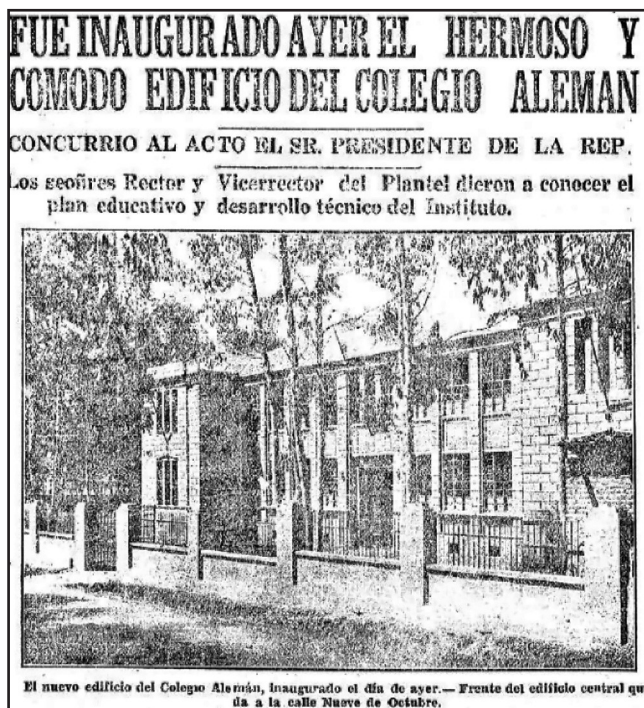 FUE INAUGURADO AYER EL HERMOSO Y
COMODO EDIFICIO DEL COLEGIO ALEMAN
CONCURRIO AL ACTO EL SR. PRESIDENTE DE LA REP.
Los seoñres Rector y Vicerrector del Plantel dieron a conocer el
plan educativo y desarrollo técnico del Instituto.
El nuevo edificio del Colegio Alemán, inaugurado el día de ayer.— Frente del edificio central qu
da a la calle Nueve de Octubre.